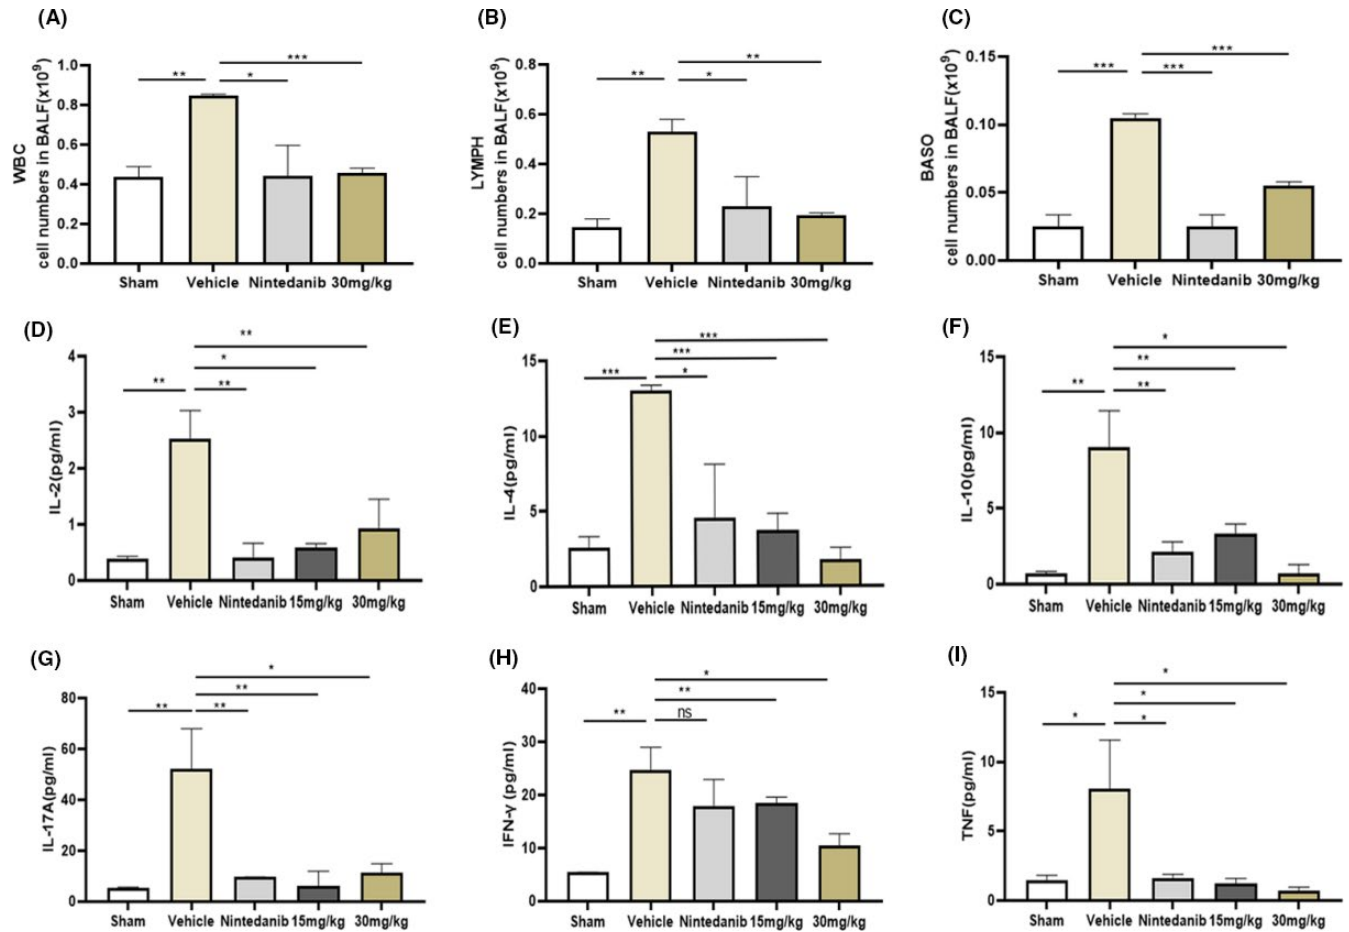 (A)
WBC
cell numbers in BALF(x10⁹)
1.0
0.8
0.6
0.4
0.2
0.0
**
*
***
Sham Vehicle Nintedanib 30mg/kg
(B)
LYMPH
cell numbers in BALF(x10⁹)
0.8
0.6
0.4
0.2
0.0
**
*
**
Sham Vehicle Nintedanib 30mg/kg
(C)
BASO
cell numbers in BALF(x10⁹)
0.15
0.10
0.05
0.00
***
***
***
Sham Vehicle Nintedanib 30mg/kg
(D)
IL-2(pg/ml)
4
3
2
1
0
**
*
**
**
Sham Vehicle Nintedanib 15mg/kg 30mg/kg
(E)
IL-4(pg/ml)
15
10
5
0
***
***
***
*
Sham Vehicle Nintedanib 15mg/kg 30mg/kg
(F)
IL-10(pg/ml)
15
10
5
0
*
**
**
**
Sham Vehicle Nintedanib 15mg/kg 30mg/kg
(G)
IL-17A(pg/ml)
80
60
40
20
0
*
**
**
**
Sham Vehicle Nintedanib 15mg/kg 30mg/kg
(H)
IFN-γ (pg/ml)
40
30
20
10
0
*
**
**
ns
Sham Vehicle Nintedanib 15mg/kg 30mg/kg
(I)
TNF(pg/ml)
15
10
5
0
*
*
*
*
Sham Vehicle Nintedanib 15mg/kg 30mg/kg